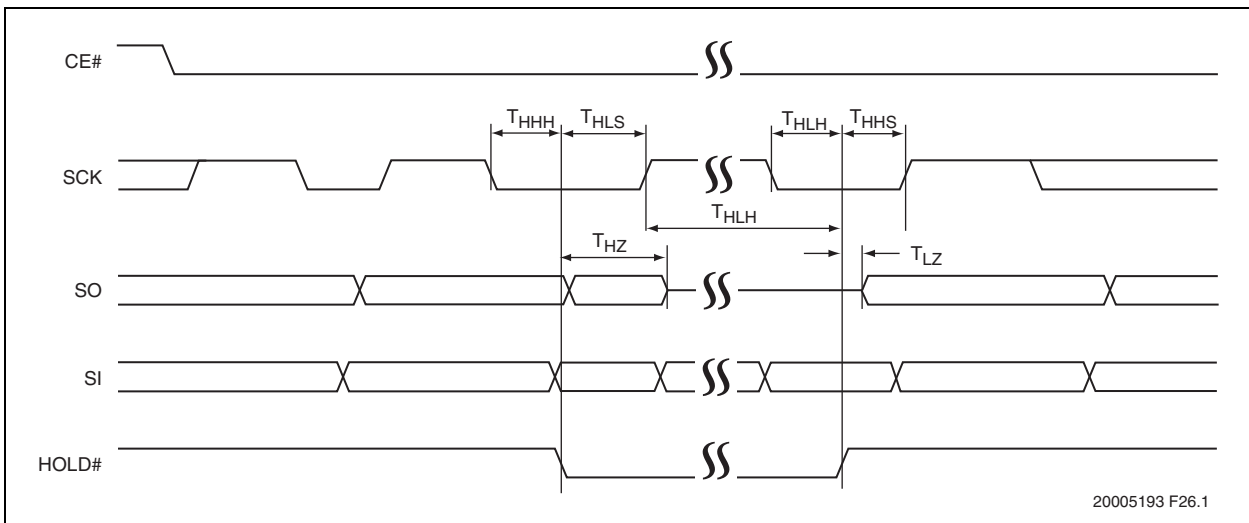 CE#
THHH THLS THLH THHS
SCK
THLH
THZ TLZ
SO
SI
HOLD#
20005193 F26.1